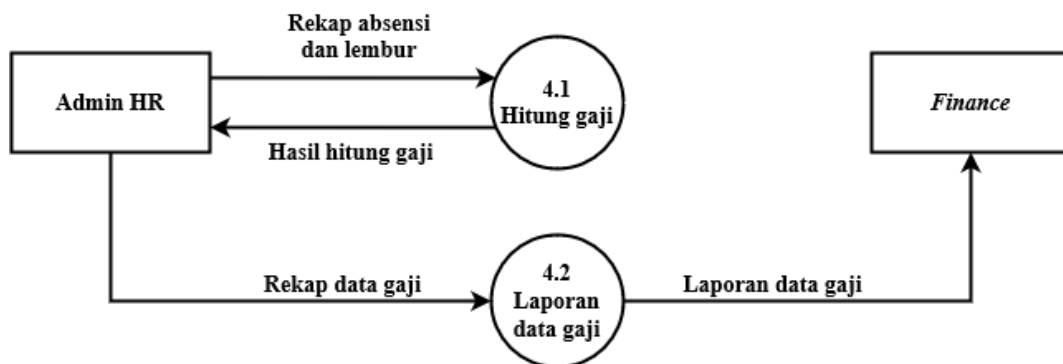 Rekap absensi
dan lembur
Admin HR
4.1
Hitung gaji
Finance
Hasil hitung gaji
Rekap data gaji
4.2
Laporan
data gaji
Laporan data gaji